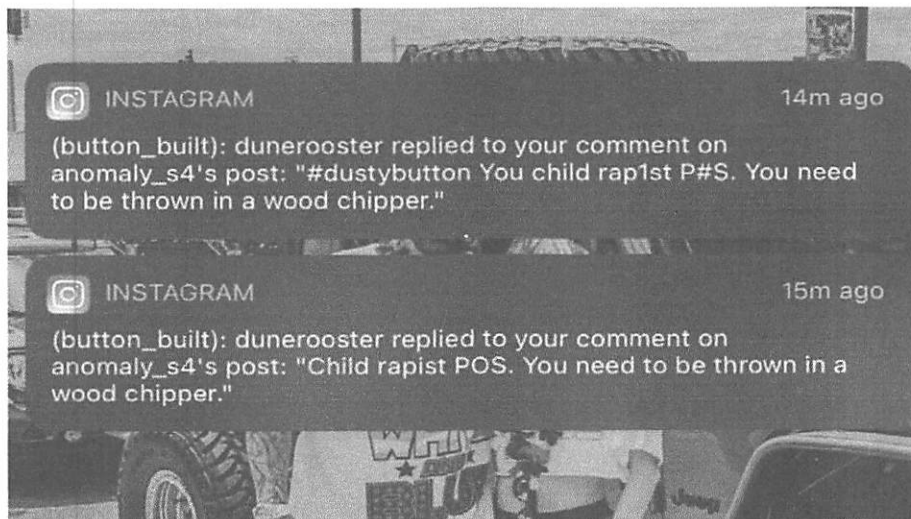 INSTAGRAM 14m ago
(button_built): dunerooster replied to your comment on
anomaly_s4's post: "#dustybutton You child rap1st P#S. You need
to be thrown in a wood chipper."
INSTAGRAM 15m ago
(button_built): dunerooster replied to your comment on
anomaly_s4's post: "Child rapist POS. You need to be thrown in a
wood chipper."
Jeep